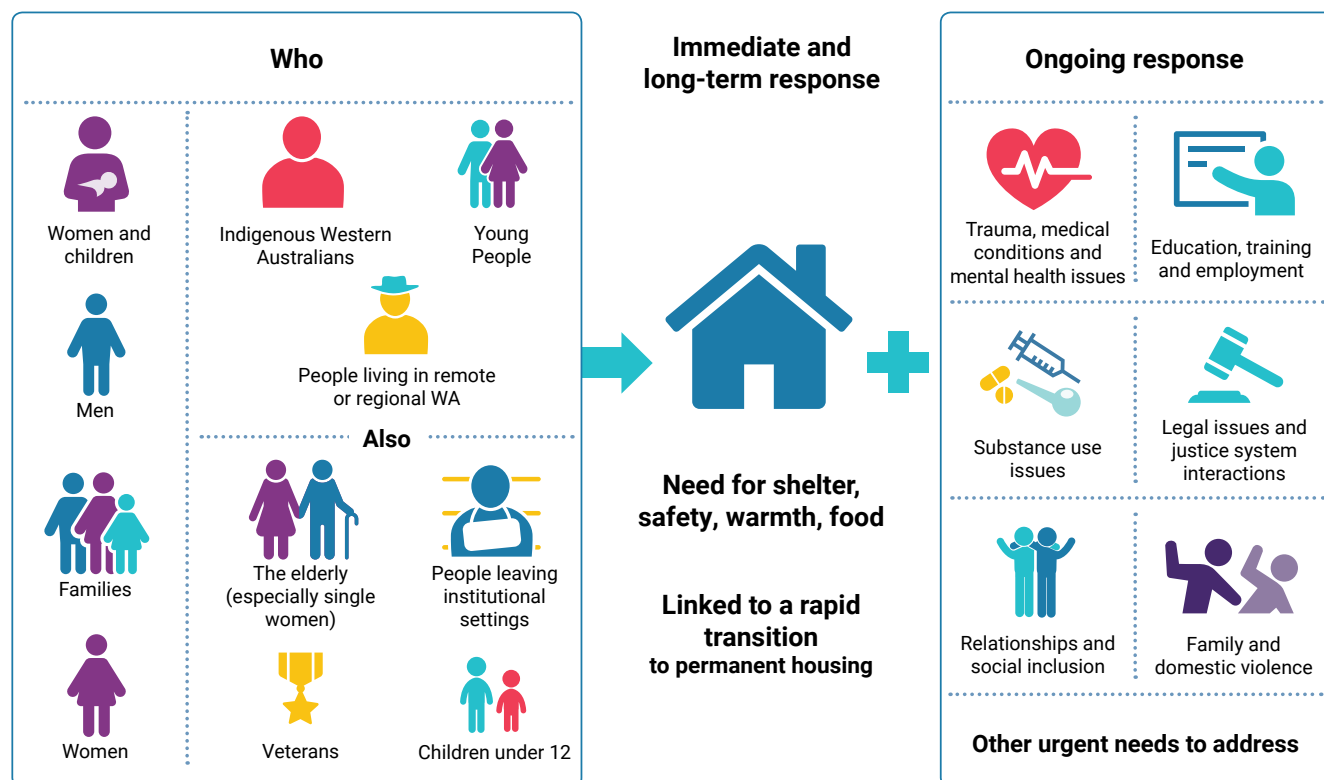 Who
Women and
children
Men
Families
Women
Indigenous Western
Australians
Young
People
People living in remote
or regional WA
Also
The elderly
(especially single
women)
People leaving
institutional
settings
Veterans
Children under 12
Immediate and
long-term response
Need for shelter,
safety, warmth, food
Linked to a rapid
transition
to permanent housing
Ongoing response
Trauma, medical
conditions and
mental health issues
Education, training
and employment
Substance use
issues
Legal issues and
justice system
interactions
Relationships and
social inclusion
Family and
domestic violence
Other urgent needs to address